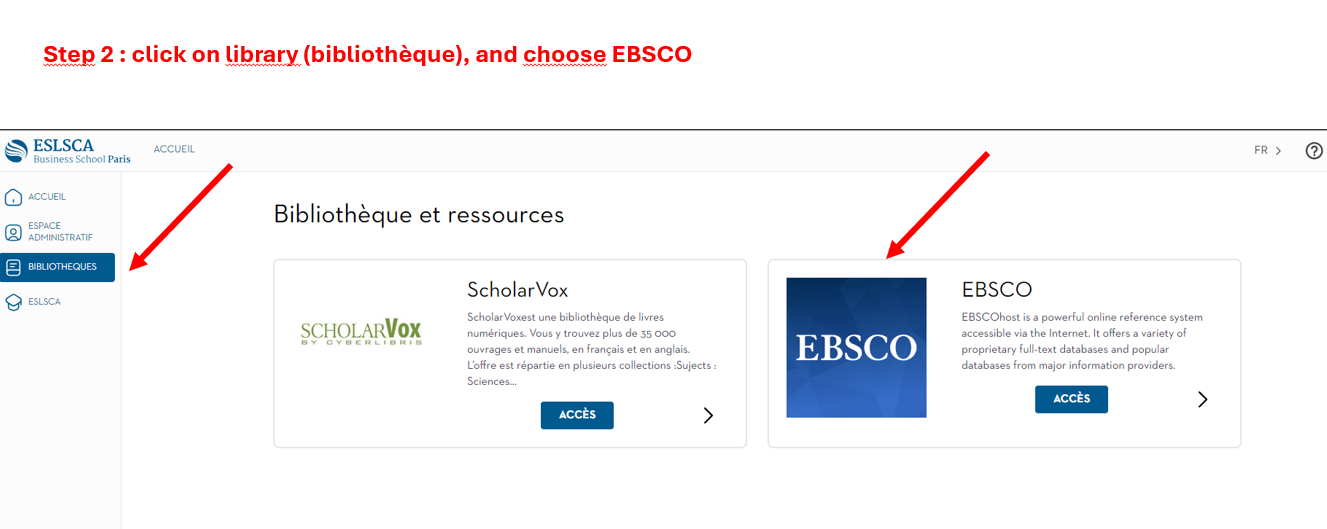 Step 2 : click on library (bibliothèque), and choose EBSCO
ESLSCA
Business School Paris
ACCUEIL
FR
ACCUEIL
ESPACE
ADMINISTRATIF
BIBLIOTHEQUES
ESLSCA
Bibliothèque et ressources
SCHOLARVOX
BY CYBERLIBRIS
ScholarVox
ScholarVoxest une bibliothèque de livres
numériques. Vous y trouvez plus de 35 000
ouvrages et manuels, en français et en anglais.
L'offre est répartie en plusieurs collections :Sujects :
Sciences...
ACCÈS
EBSCO
EBSCO
EBSCOhost is a powerful online reference system
accessible via the Internet. It offers a variety of
proprietary full-text databases and popular
databases from major information providers.
ACCÈS